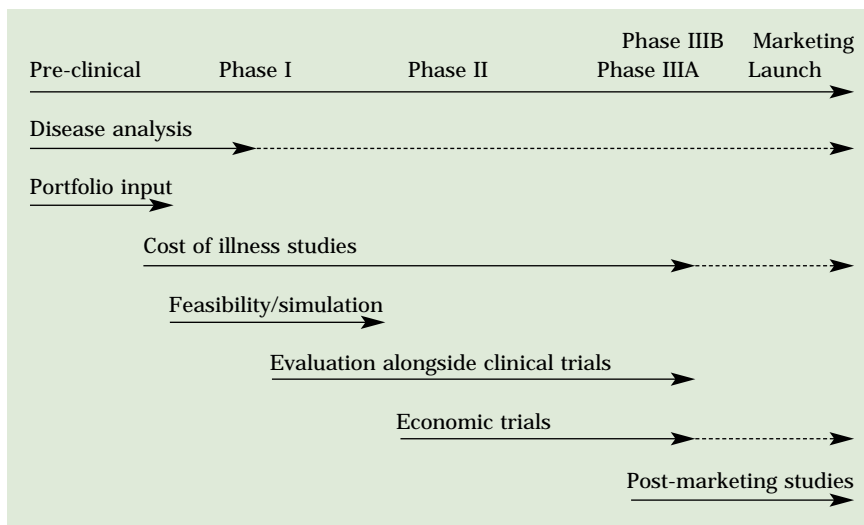 Phase IIIB Marketing
Pre-clinical Phase I Phase II Phase IIIA Launch
Disease analysis
Portfolio input
Cost of illness studies
Feasibility/simulation
Evaluation alongside clinical trials
Economic trials
Post-marketing studies